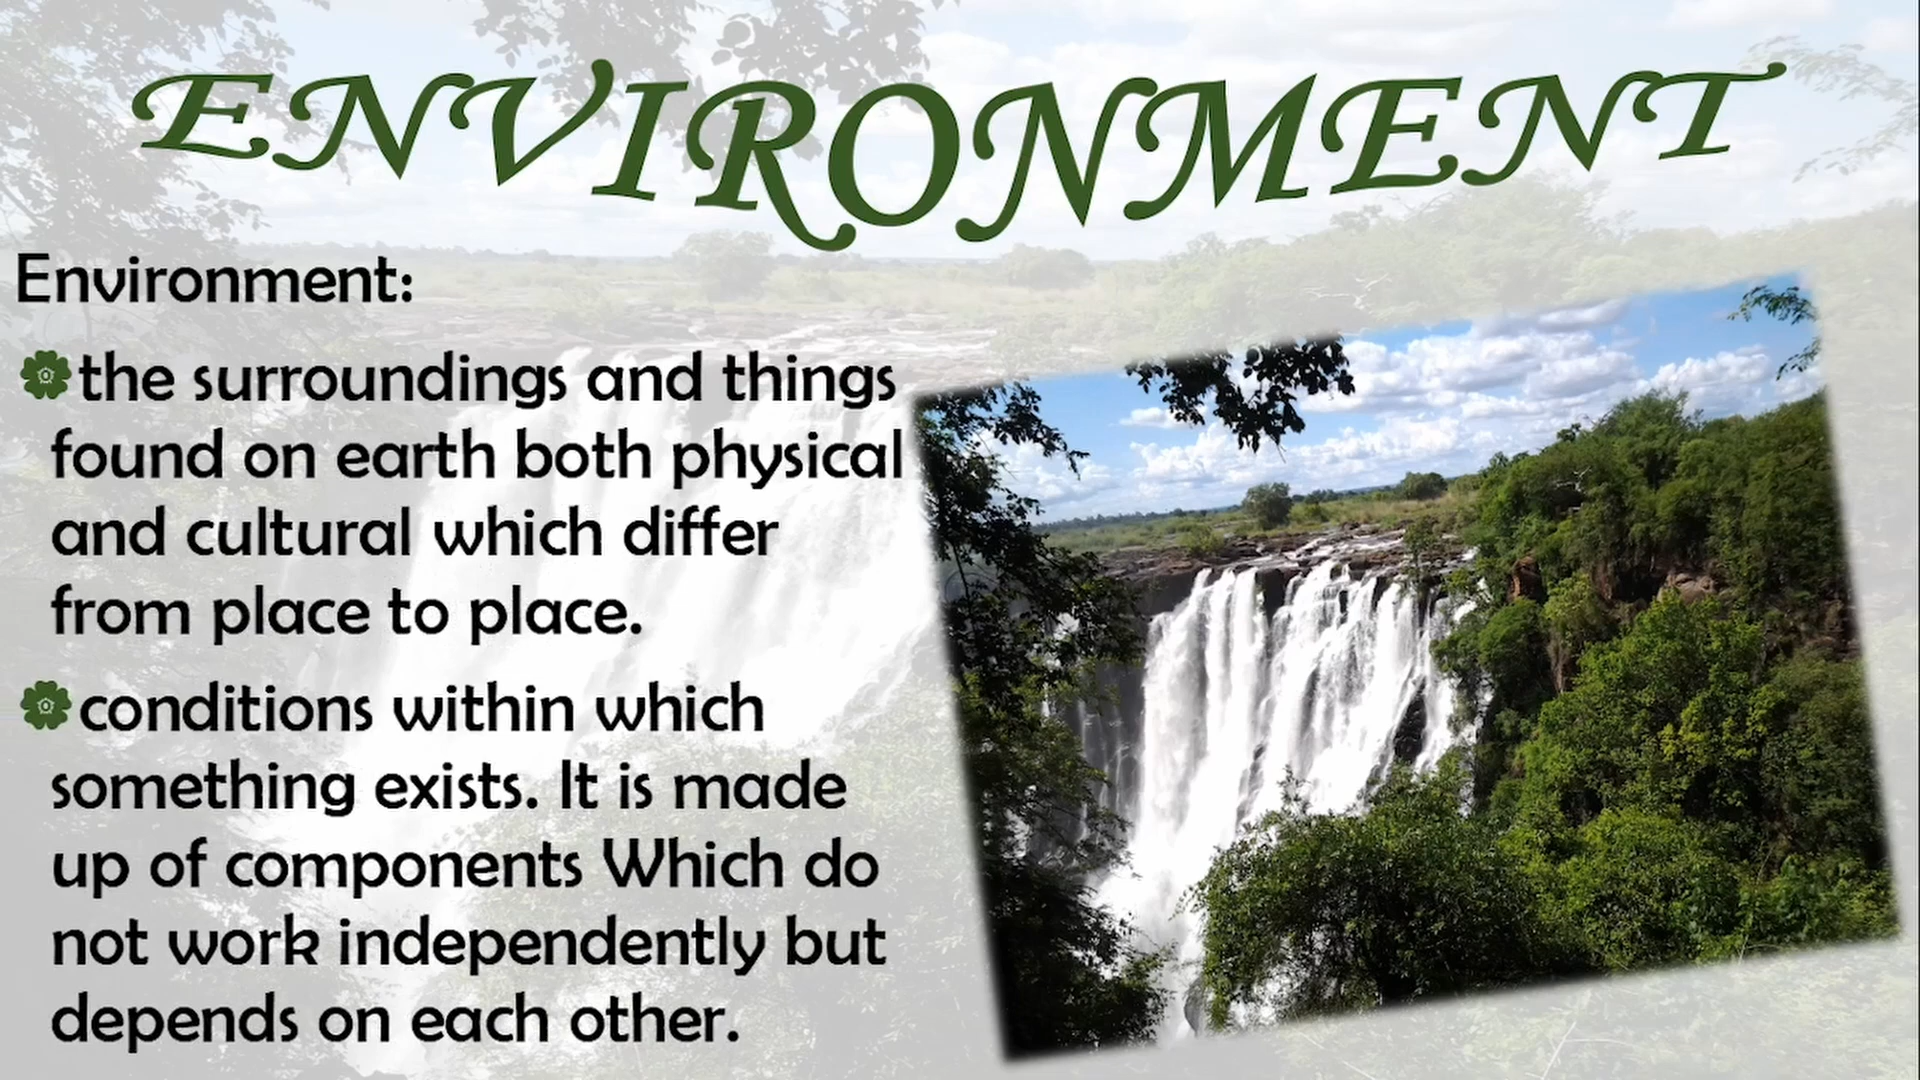 ENVIRONMENT
Environment:
the surroundings and things
found on earth both physical
and cultural which differ
from place to place.
conditions within which
something exists. It is made
up of components Which do
not work independently but
depends on each other.